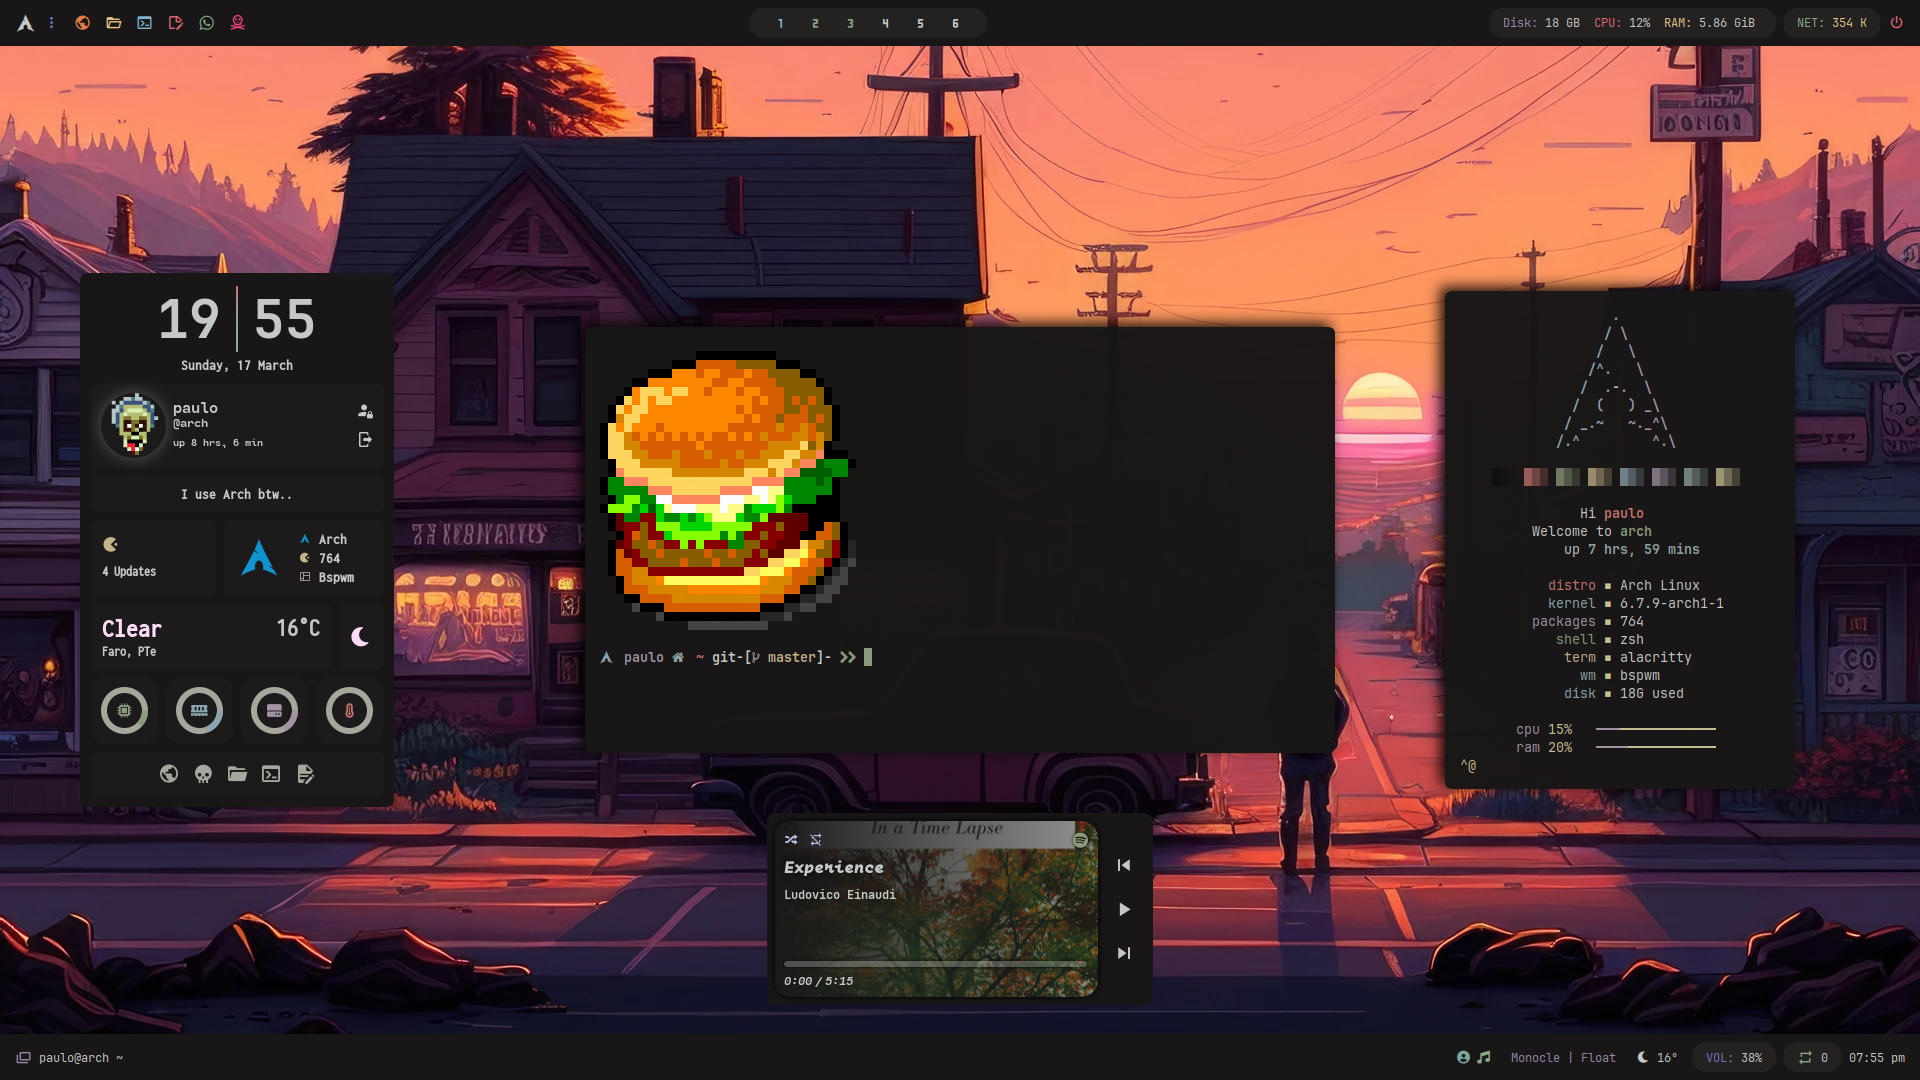 1 2 3 4 5 6
Disk: 18 GB CPU: 12% RAM: 5.86 GiB NET: 354 K
19 55
Sunday, 17 March
paulo
@arch
up 8 hrs, 6 min
I use Arch btw..
4 Updates
Arch
764
Bspwm
Clear 16°C
Faro, PTe
paulo ~ git-[master]- >>
Hi paulo
Welcome to arch
up 7 hrs, 59 mins
distro ▪ Arch Linux
kernel ▪ 6.7.9-arch1-1
packages ▪ 764
shell ▪ zsh
term ▪ alacritty
wm ▪ bspwm
disk ▪ 18G used
cpu 15%
ram 20%
^@
In a Time Lapse
Experience
Ludovico Einaudi
0:00 / 5:15
paulo@arch ~
Monocle | Float 16° VOL: 38% 0 07:55 pm